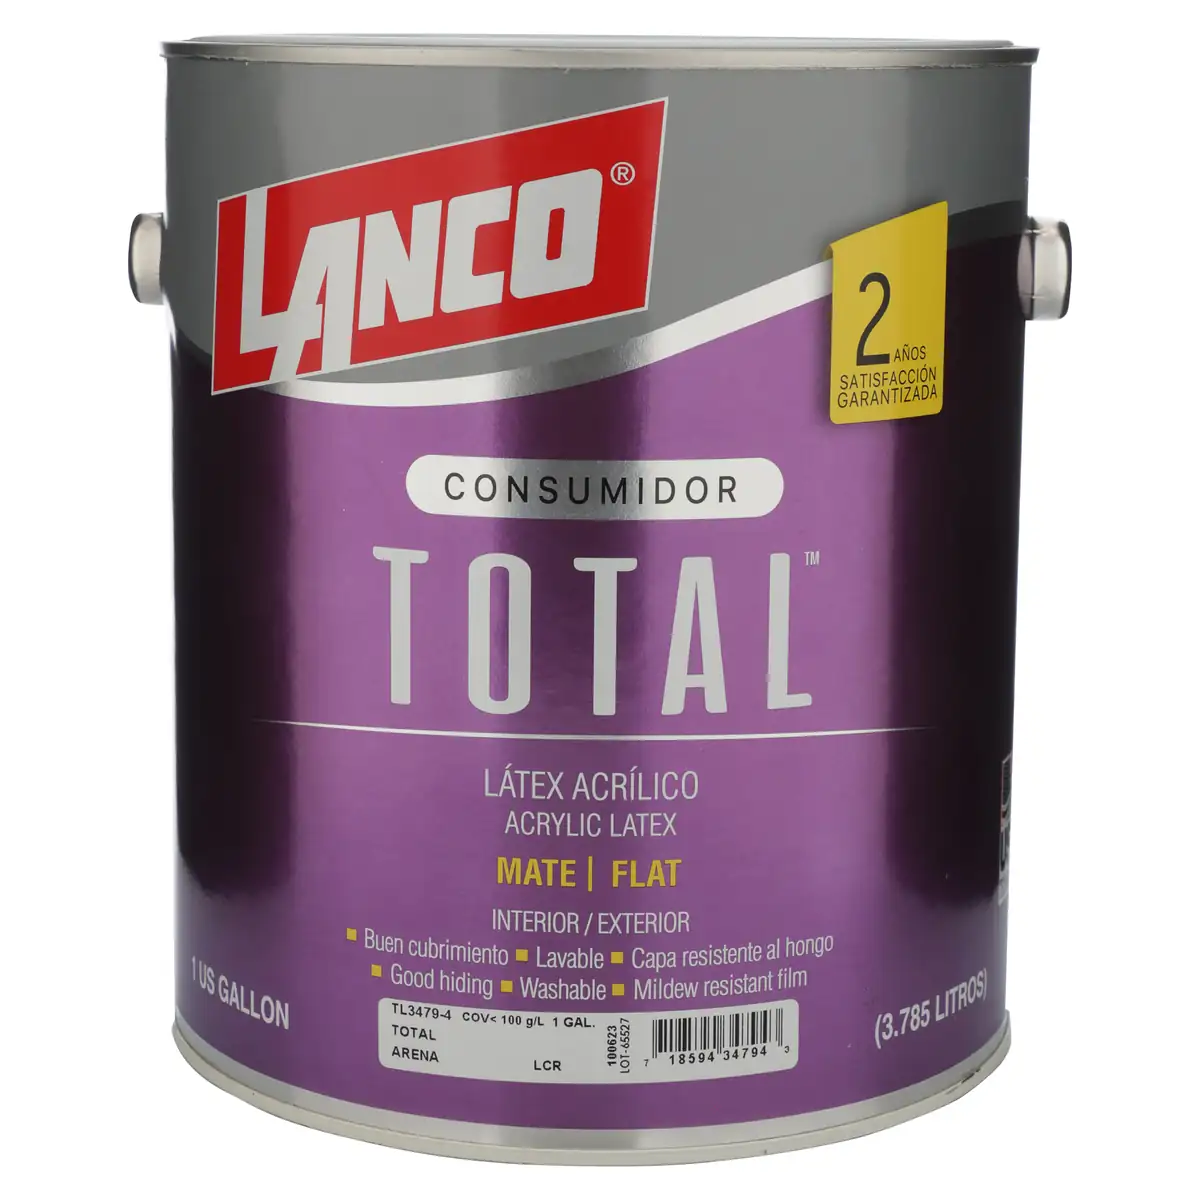 LANCO®
2 AÑOS
SATISFACCIÓN
GARANTIZADA
CONSUMIDOR
TOTAL™
LÁTEX ACRÍLICO
ACRYLIC LATEX
MATE | FLAT
INTERIOR / EXTERIOR
Buen cubrimiento ▪ Lavable ▪ Capa resistente al hongo
Good hiding ▪ Washable ▪ Mildew resistant film
1 US GALLON
(3.785 LITROS)
TL3479-4 COV< 100 g/L 1 GAL.
TOTAL
ARENA LCR
100623
LOT-65527
7 18594 34794 3